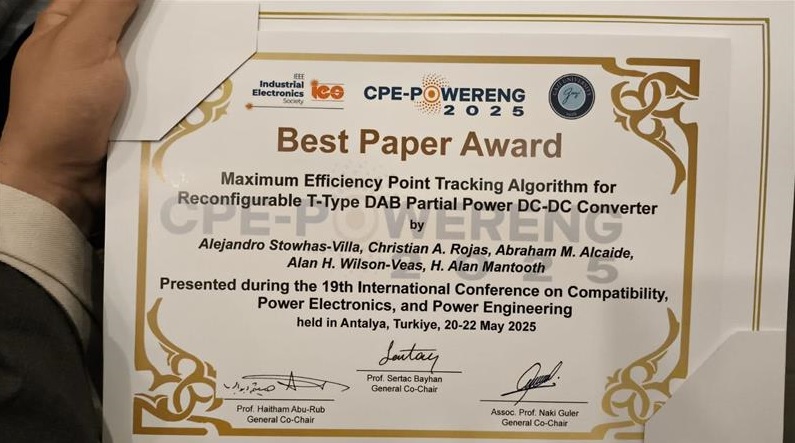 IEEE
Industrial
Electronics
Society
ies
CPE-POWERENG
2025
Best Paper Award
Maximum Efficiency Point Tracking Algorithm for
Reconfigurable T-Type DAB Partial Power DC-DC Converter
CPE-POWERENG
2025
by
Alejandro Stowhas-Villa, Christian A. Rojas, Abraham M. Alcaide,
Alan H. Wilson-Veas, H. Alan Mantooth
Presented during the 19th International Conference on Compatibility,
Power Electronics, and Power Engineering
held in Antalya, Turkiye, 20-22 May 2025
Prof. Haitham Abu-Rub
General Co-Chair
Prof. Sertac Bayhan
General Co-Chair
Assoc. Prof. Naki Guler
General Co-Chair